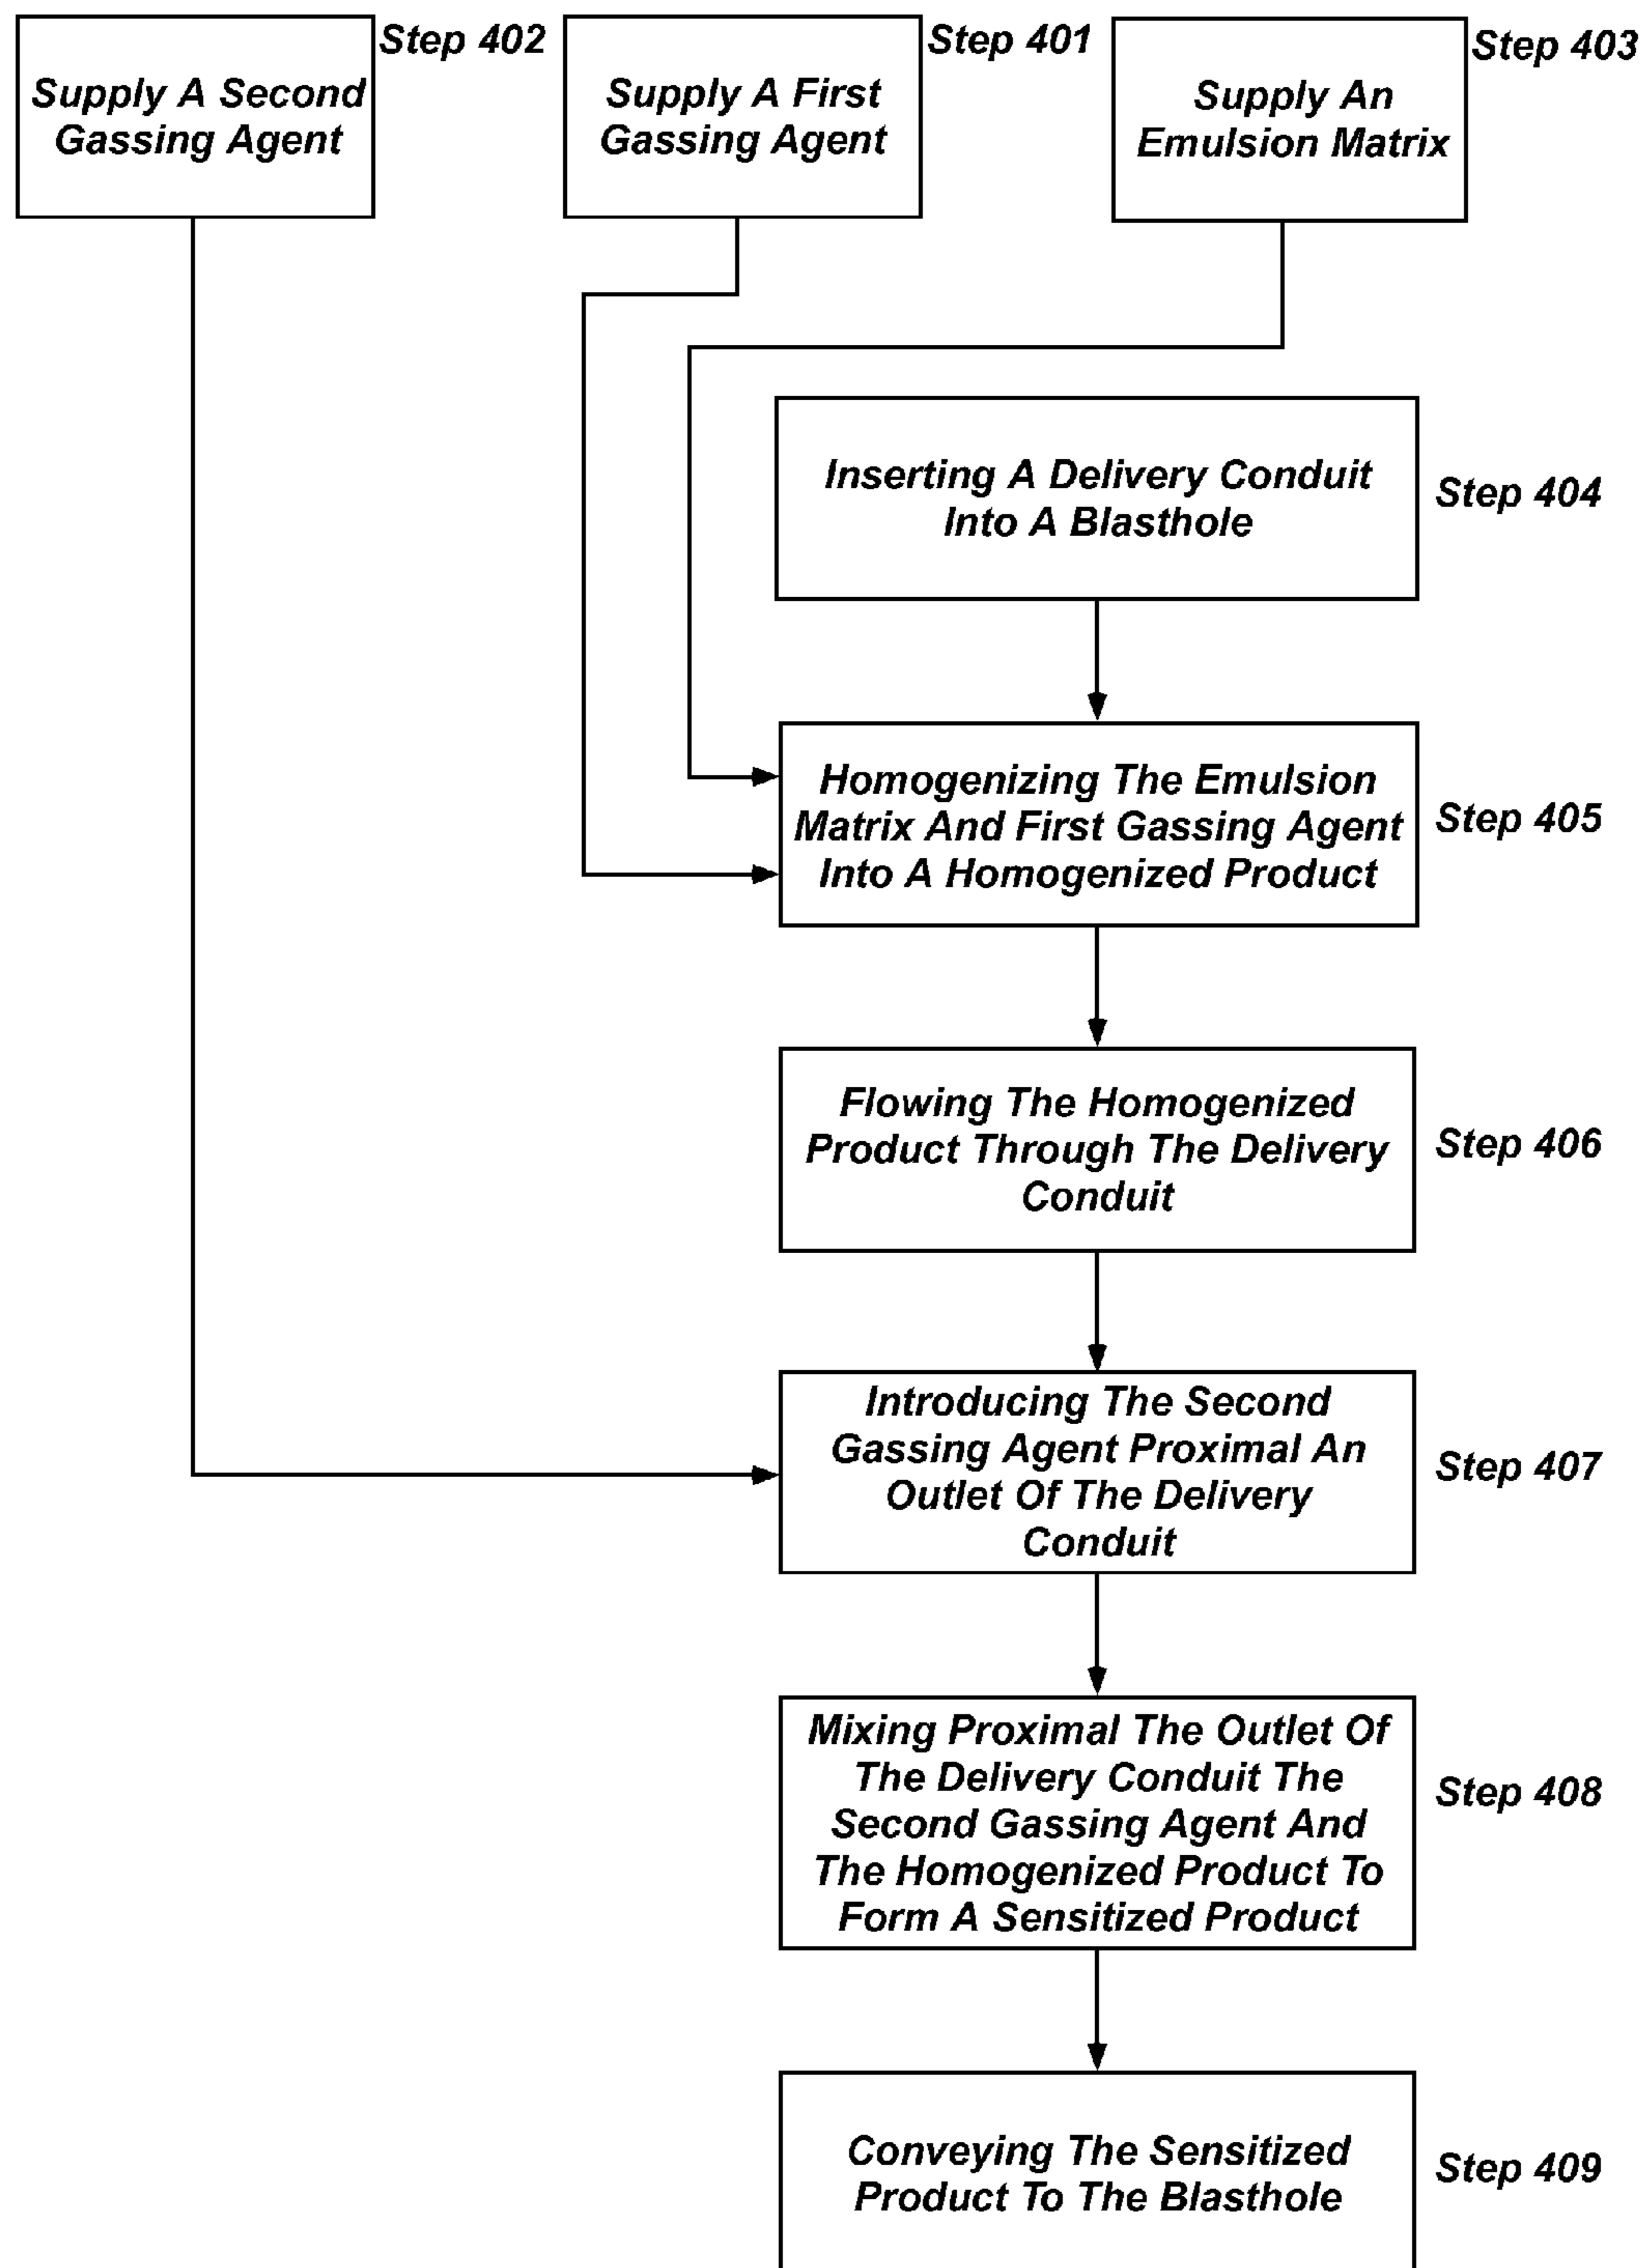 Step 402
Supply A Second
Gassing Agent
Step 401
Supply A First
Gassing Agent
Step 403
Supply An
Emulsion Matrix
Inserting A Delivery Conduit
Into A Blasthole
Step 404
Homogenizing The Emulsion
Matrix And First Gassing Agent
Into A Homogenized Product
Step 405
Flowing The Homogenized
Product Through The Delivery
Conduit
Step 406
Introducing The Second
Gassing Agent Proximal An
Outlet Of The Delivery
Conduit
Step 407
Mixing Proximal The Outlet Of
The Delivery Conduit The
Second Gassing Agent And
The Homogenized Product To
Form A Sensitized Product
Step 408
Conveying The Sensitized
Product To The Blasthole
Step 409